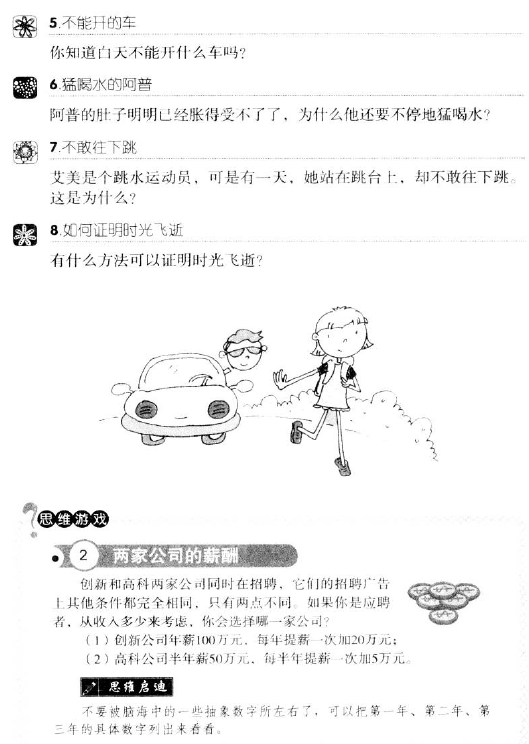 5.不能开的车
你知道白天不能开什么车吗?
6.猛喝水的阿普
阿普的肚子明明已经胀得受不了了，为什么他还要不停地猛喝水?
7.不敢往下跳
艾美是个跳水运动员，可是有一天，她站在跳台上，却不敢往下跳。
这是为什么?
8.如何证明时光飞逝
有什么方法可以证明时光飞逝?
思维游戏
2 两家公司的薪酬
创新和高科两家公司同时在招聘，它们的招聘广告
上其他条件都完全相同，只有两点不同。如果你是应聘
者，从收入多少来考虑，你会选择哪一家公司?
（1）创新公司年薪100万元，每年提薪一次加20万元;
（2）高科公司半年薪50万元，每半年提薪一次加5万元。
思维启迪
不要被脑海中的一些抽象数字所左右了，可以把第一年、第二年、第
三年的具体数字列出来看看。